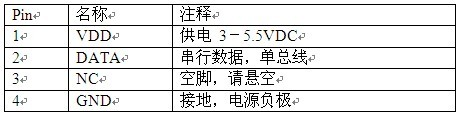 Pin 名称 注释
1 VDD 供电 3－5.5VDC
2 DATA 串行数据，单总线
3 NC 空脚，请悬空
4 GND 接地，电源负极